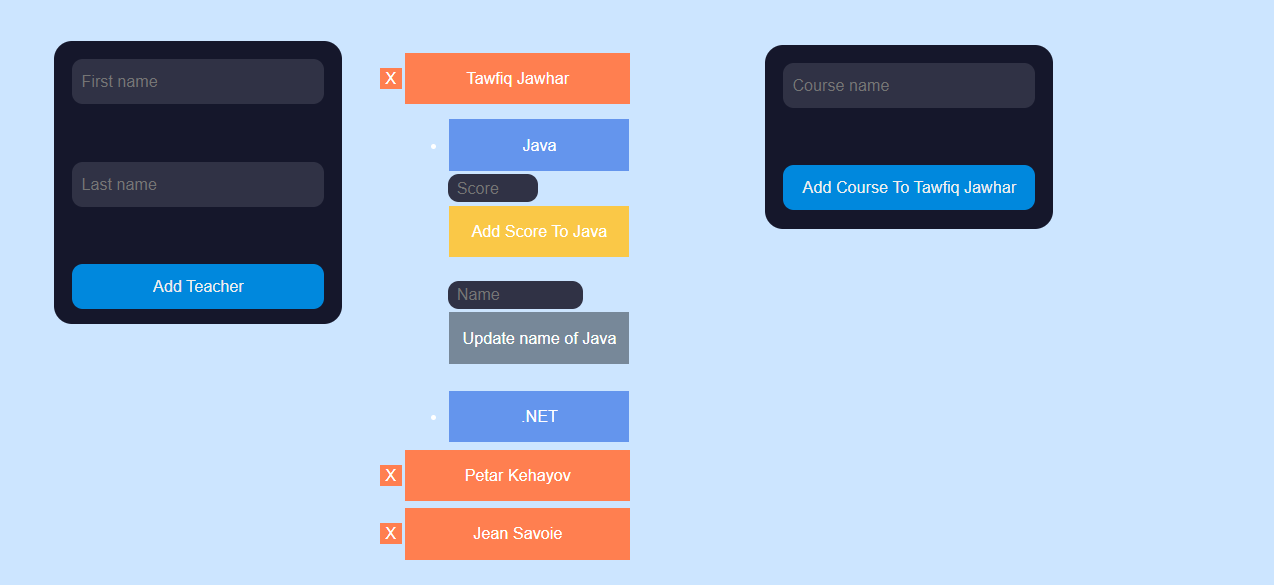 First name
Last name
Add Teacher
X
Tawfiq Jawhar
Java
Score
Add Score To Java
Name
Update name of Java
.NET
X
Petar Kehayov
X
Jean Savoie
Course name
Add Course To Tawfiq Jawhar